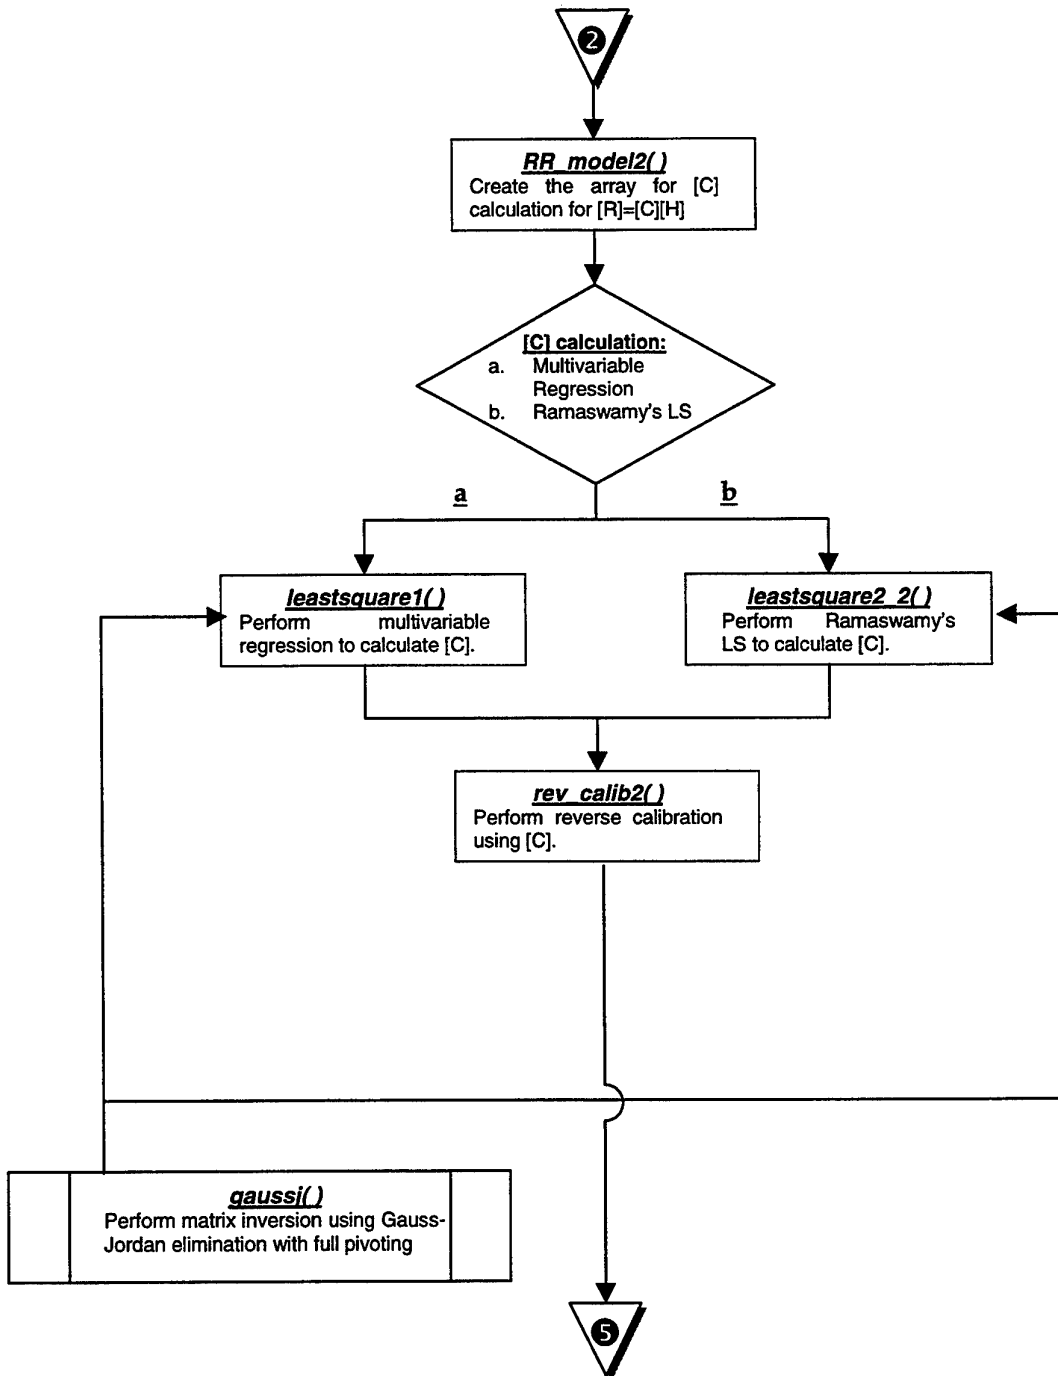 2
RR_model2( )
Create the array for [C]
calculation for [R]=[C][H]
[C] calculation:
a. Multivariable
Regression
b. Ramaswamy's LS
a
b
leastsquare1( )
Perform multivariable
regression to calculate [C].
leastsquare2_2( )
Perform Ramaswamy's
LS to calculate [C].
rev_calib2( )
Perform reverse calibration
using [C].
gaussj( )
Perform matrix inversion using Gauss-
Jordan elimination with full pivoting
5